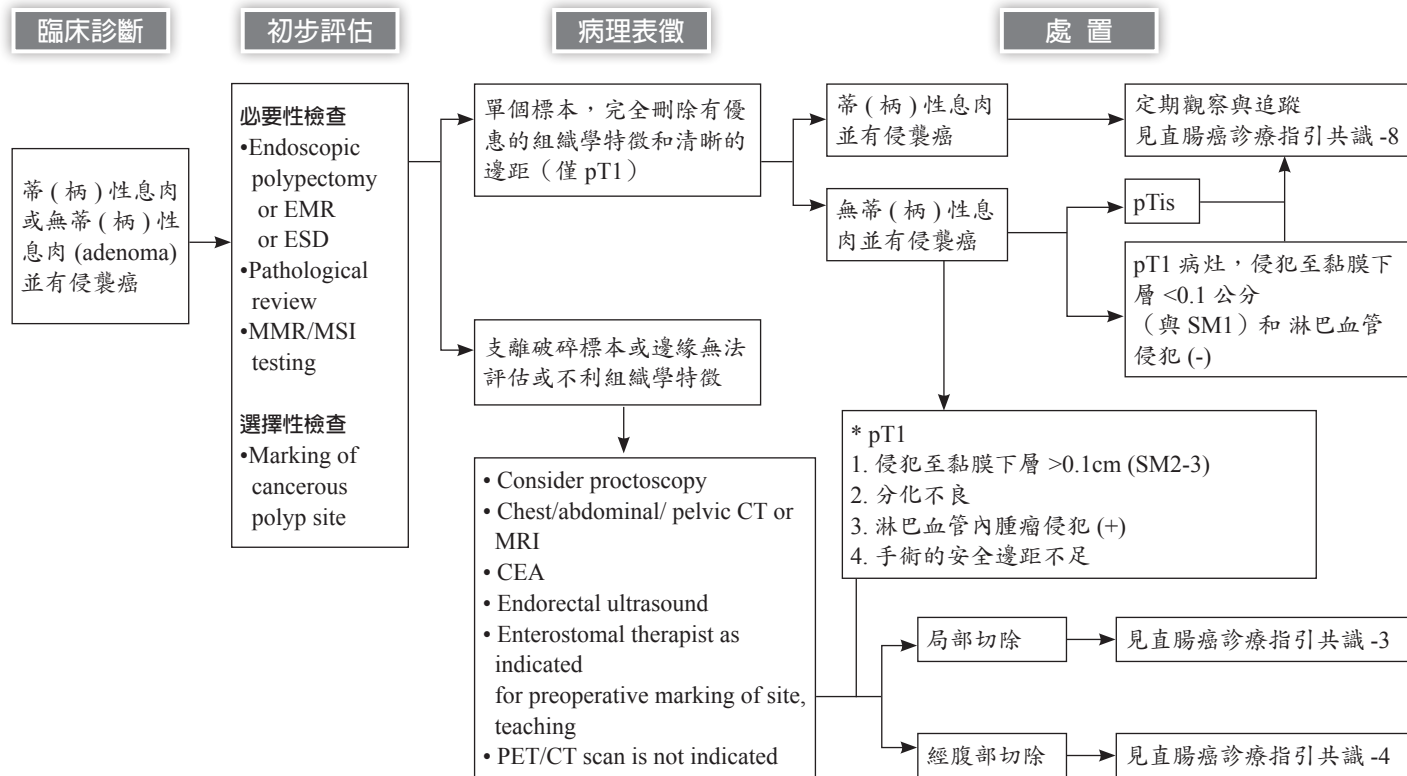 臨床診斷
初步評估
病理表徵
處 置
蒂 ( 柄 ) 性息肉
或無蒂 ( 柄 ) 性
息肉 (adenoma)
並有侵襲癌
必要性檢查
•Endoscopic
polypectomy
or EMR
or ESD
•Pathological
review
•MMR/MSI
testing
選擇性檢查
•Marking of
cancerous
polyp site
單個標本，完全刪除有優
惠的組織學特徵和清晰的
邊距（僅 pT1）
支離破碎標本或邊緣無法
評估或不利組織學特徵
• Consider proctoscopy
• Chest/abdominal/ pelvic CT or
MRI
• CEA
• Endorectal ultrasound
• Enterostomal therapist as
indicated
for preoperative marking of site,
teaching
• PET/CT scan is not indicated
蒂 ( 柄 ) 性息肉
並有侵襲癌
無蒂 ( 柄 ) 性息
肉並有侵襲癌
定期觀察與追蹤
見直腸癌診療指引共識 -8
pTis
pT1 病灶，侵犯至黏膜下
層 <0.1 公分
（與 SM1）和 淋巴血管
侵犯 (-)
* pT1
1. 侵犯至黏膜下層 >0.1cm (SM2-3)
2. 分化不良
3. 淋巴血管內腫瘤侵犯 (+)
4. 手術的安全邊距不足
局部切除
見直腸癌診療指引共識 -3
經腹部切除
見直腸癌診療指引共識 -4